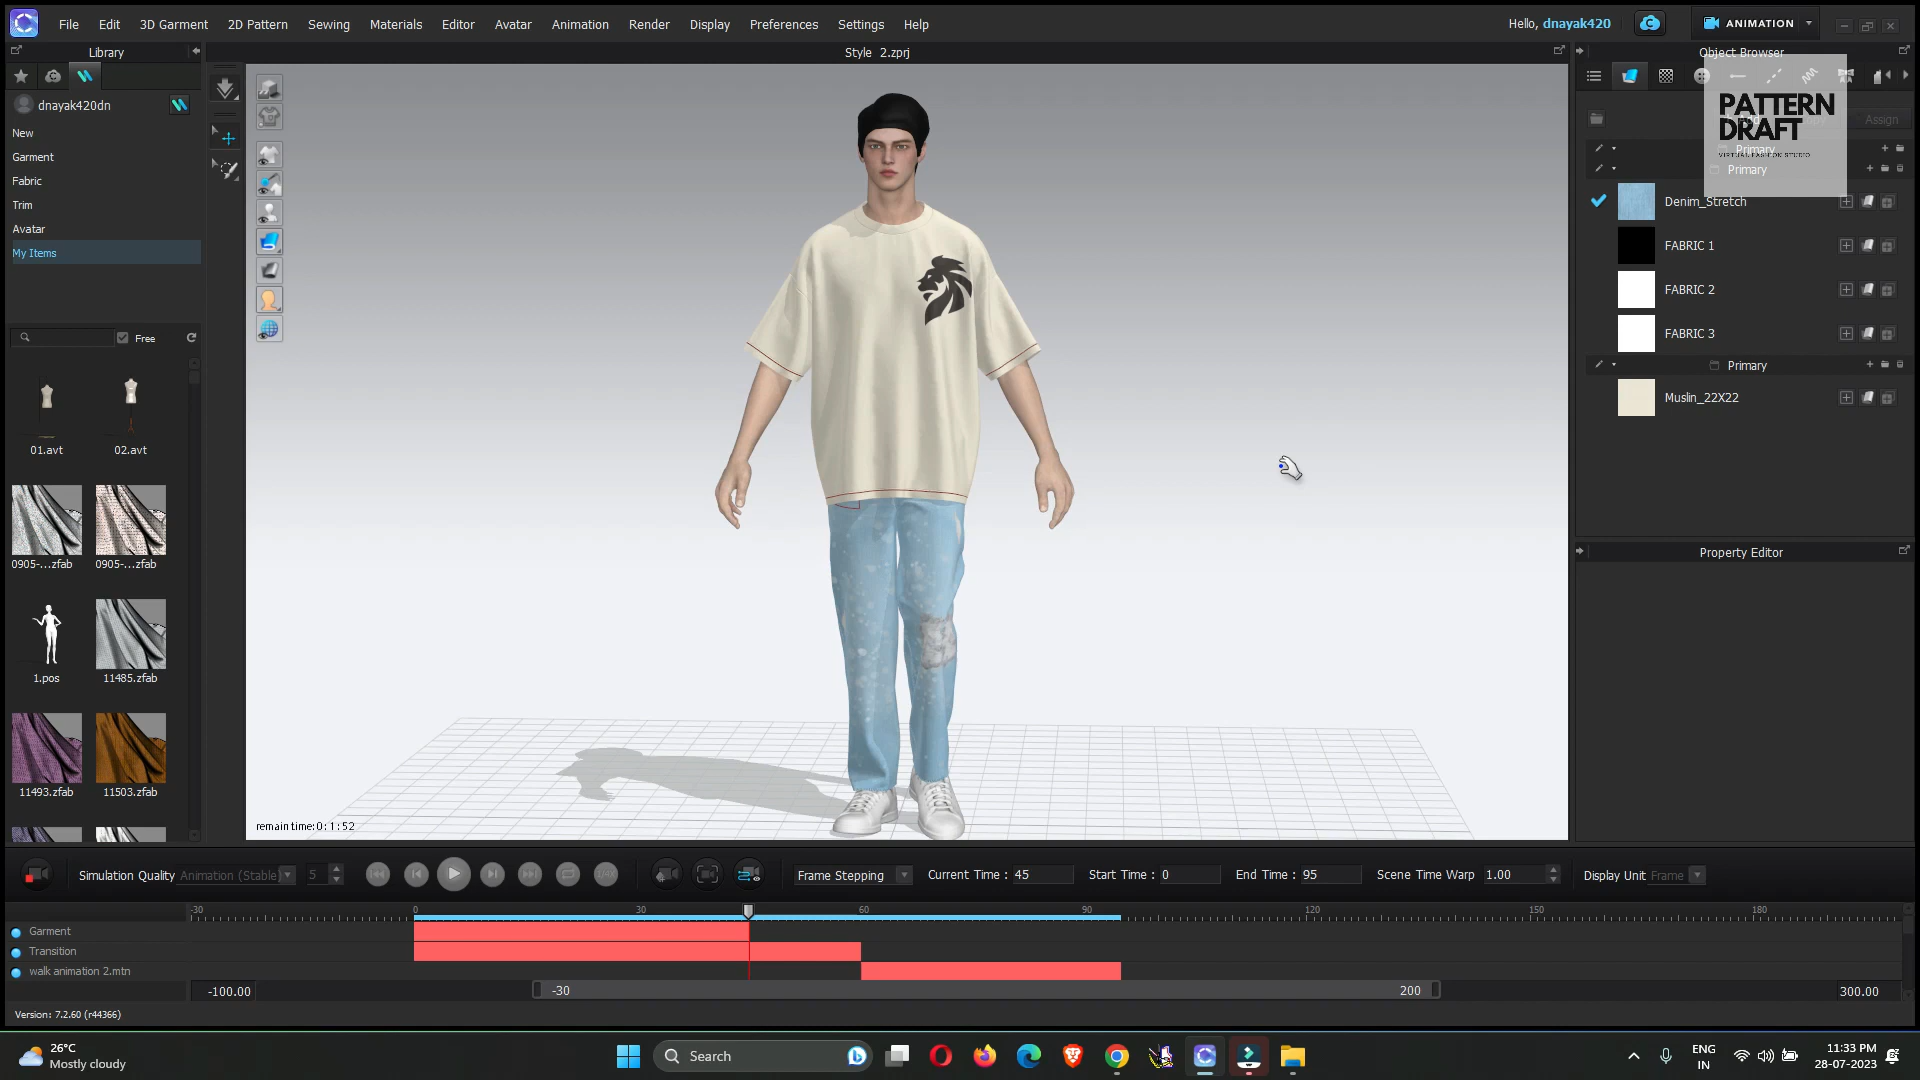 File Edit 3D Garment 2D Pattern Sewing Materials Editor Avatar Animation Render Display Preferences Settings Help
Hello, dnayak420
ANIMATION
Library
Style 2.zprj
Object Browser
dnayak420dn
New
Garment
Fabric
Trim
Avatar
My Items
Free
01.avt
02.avt
0905-...zfab
0905-...zfab
1.pos
11485.zfab
11493.zfab
11503.zfab
remain time:0:1:52
Add
Assign
PATTERN
DRAFT
VIRTUAL FASHION STUDIO
Primary
Primary
Denim_Stretch
FABRIC 1
FABRIC 2
FABRIC 3
Primary
Muslin_22X22
Property Editor
Simulation Quality Animation (Stable) 5
1/4X
Frame Stepping
Current Time : 45
Start Time : 0
End Time : 95
Scene Time Warp 1.00
Display Unit Frame
-30 0 30 60 90 120 150 180
Garment
Transition
walk animation 2.mtn
-100.00 -30 200 300.00
Version: 7.2.60 (r44366)
26°C
Mostly cloudy
Search
ENG
IN
11:33 PM
28-07-2023